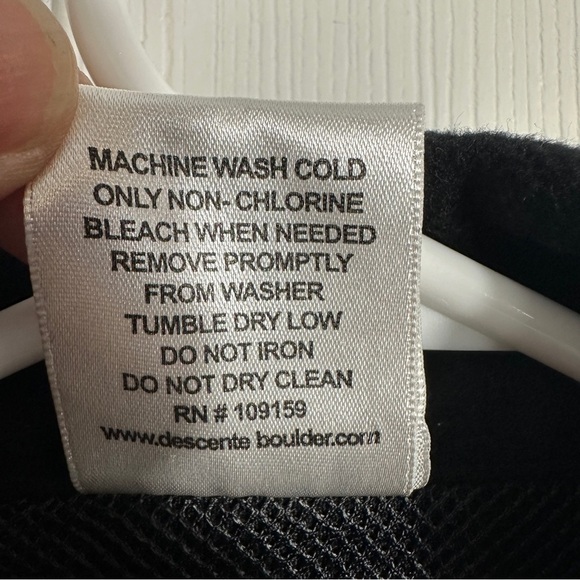 MACHINE WASH COLD
ONLY NON-CHLORINE
BLEACH WHEN NEEDED
REMOVE PROMPTLY
FROM WASHER
TUMBLE DRY LOW
DO NOT IRON
DO NOT DRY CLEAN
RN # 109159
www.descente boulder.com